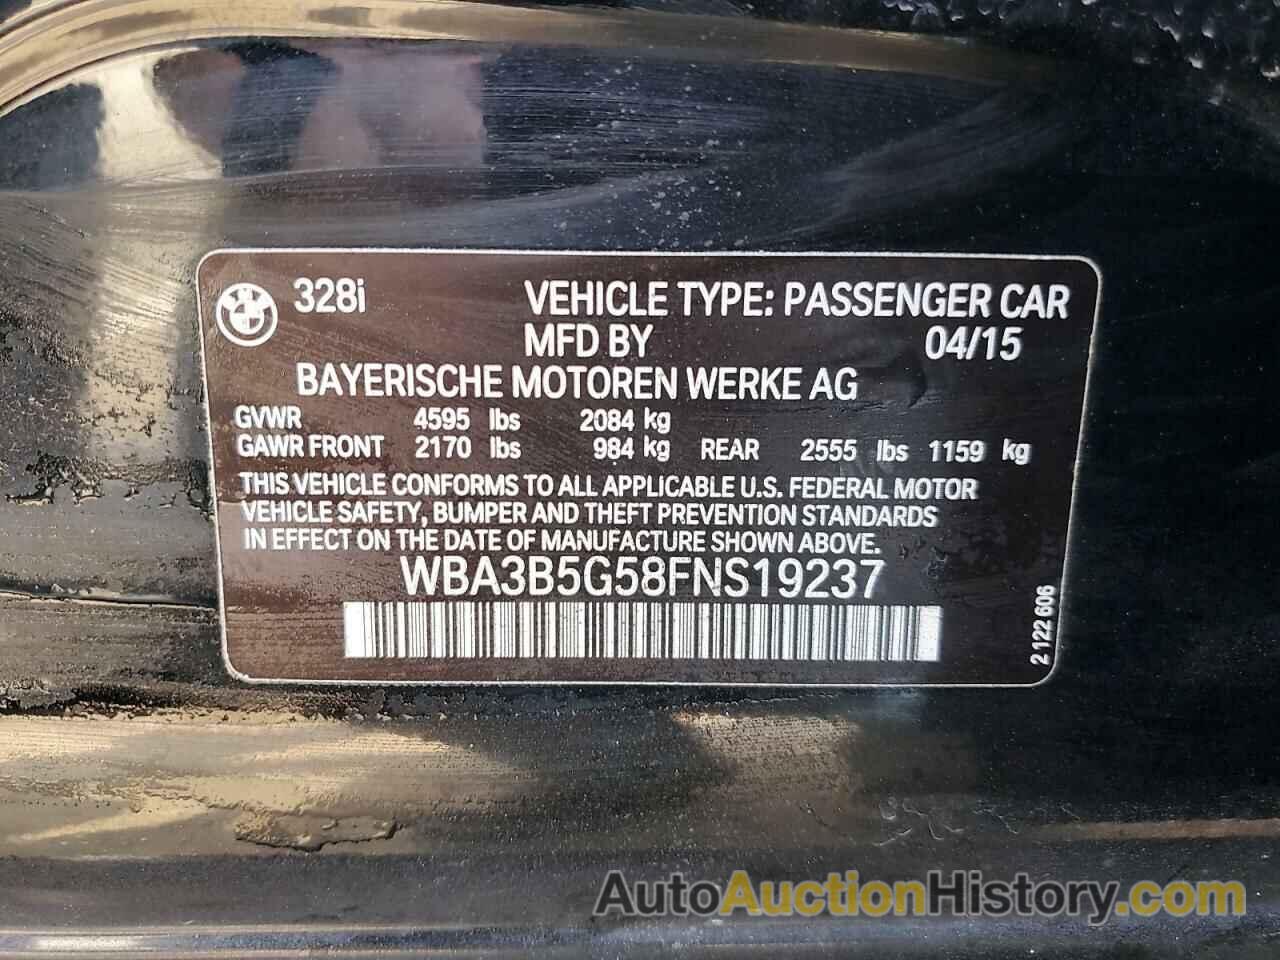 328i VEHICLE TYPE: PASSENGER CAR
MFD BY 04/15
BAYERISCHE MOTOREN WERKE AG
GVWR 4595 lbs 2084 kg
GAWR FRONT 2170 lbs 984 kg REAR 2555 lbs 1159 kg
THIS VEHICLE CONFORMS TO ALL APPLICABLE U.S. FEDERAL MOTOR
VEHICLE SAFETY, BUMPER AND THEFT PREVENTION STANDARDS
IN EFFECT ON THE DATE OF MANUFACTURE SHOWN ABOVE.
WBA3B5G58FNS19237
2 122 606
AutoAuctionHistory.com